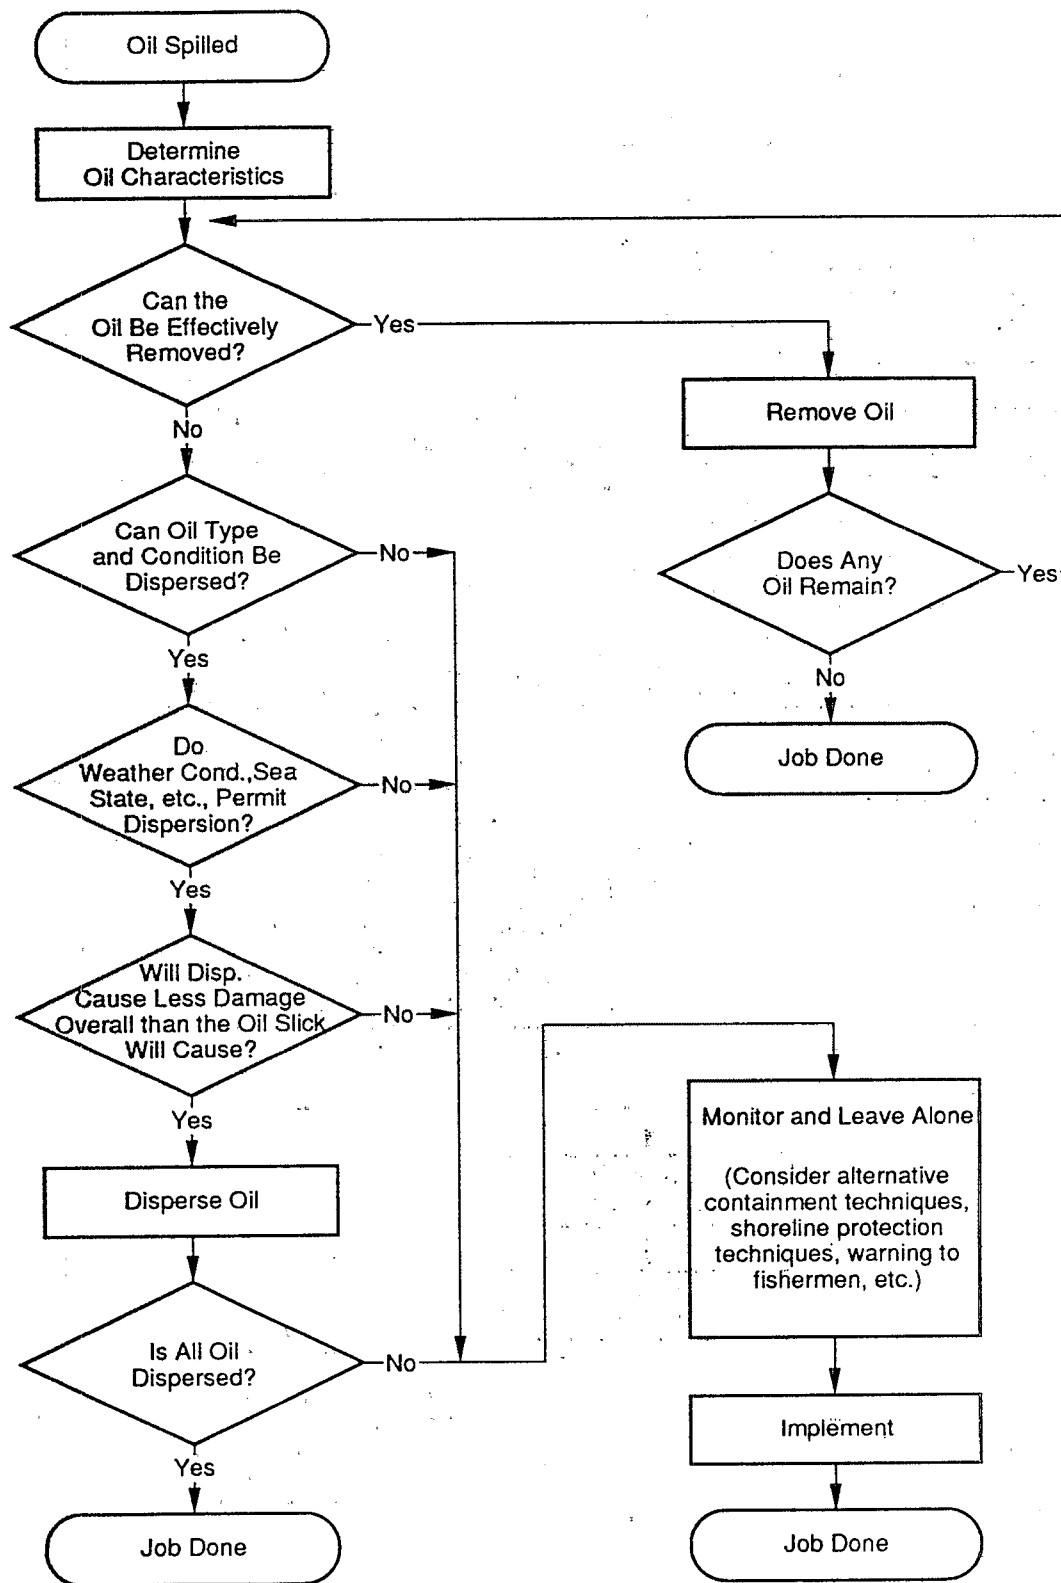 Oil Spilled
Determine
Oil Characteristics
Can the
Oil Be Effectively
Removed?
Yes
No
Remove Oil
Can Oil Type
and Condition Be
Dispersed?
No
Yes
Does Any
Oil Remain?
Yes
No
Job Done
Do
Weather Cond.,Sea
State, etc., Permit
Dispersion?
No
Yes
Will Disp.
Cause Less Damage
Overall than the Oil Slick
Will Cause?
No
Yes
Disperse Oil
Is All Oil
Dispersed?
No
Yes
Job Done
Monitor and Leave Alone
(Consider alternative
containment techniques,
shoreline protection
techniques, warning to
fishermen, etc.)
Implement
Job Done